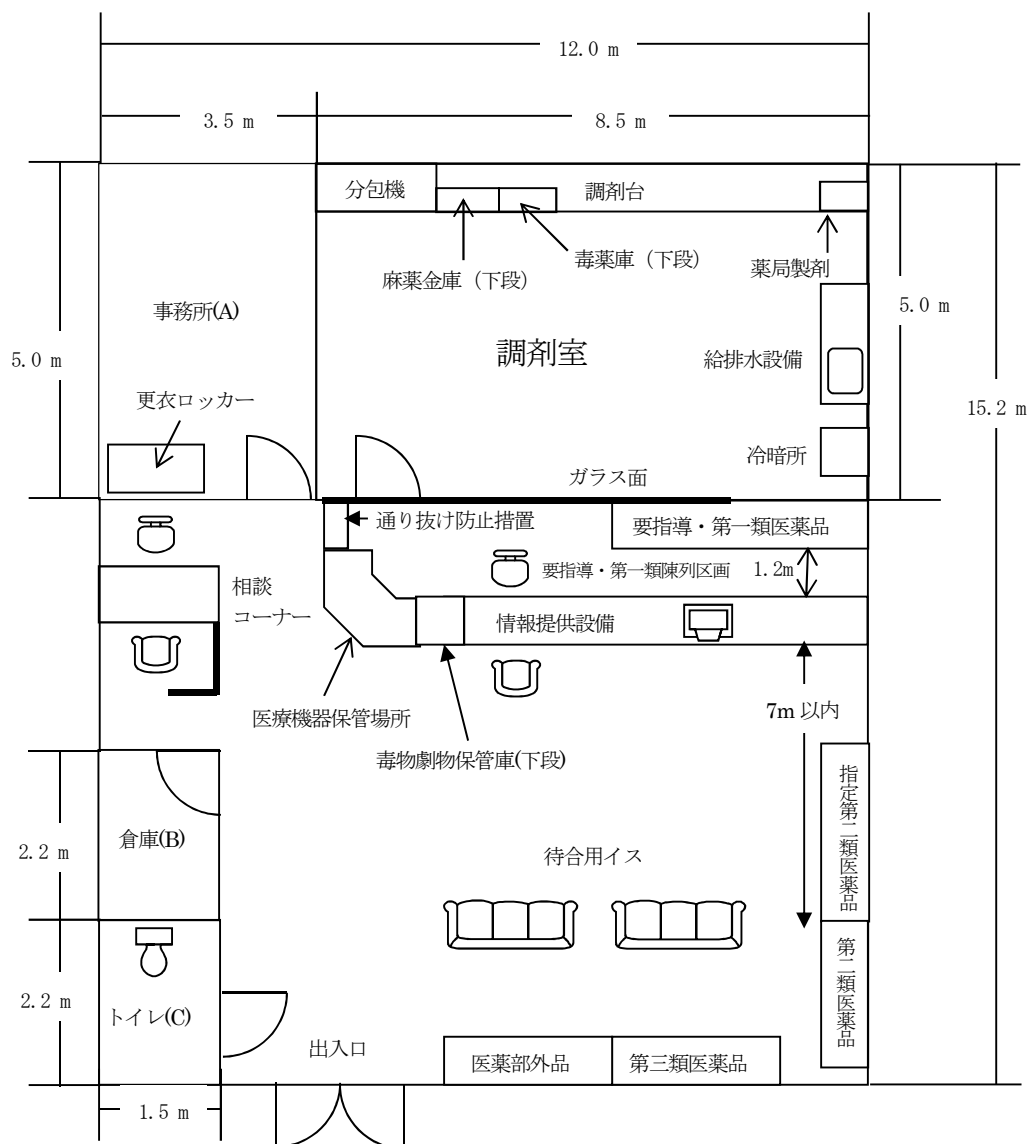 12.0 m
3.5 m
8.5 m
分包機
調剤台
麻薬金庫（下段）
毒薬庫（下段）
薬局製剤
事務所(A)
5.0 m
5.0 m
調剤室
給排水設備
15.2 m
更衣ロッカー
冷暗所
ガラス面
通り抜け防止措置
要指導・第一類医薬品
要指導・第一類陳列区画
1.2m
相談
コーナー
情報提供設備
医療機器保管場所
7m 以内
毒物劇物保管庫(下段)
指定第二類医薬品
倉庫(B)
2.2 m
待合用イス
第二類医薬品
2.2 m
トイレ(C)
出入口
医薬部外品
第三類医薬品
1.5 m